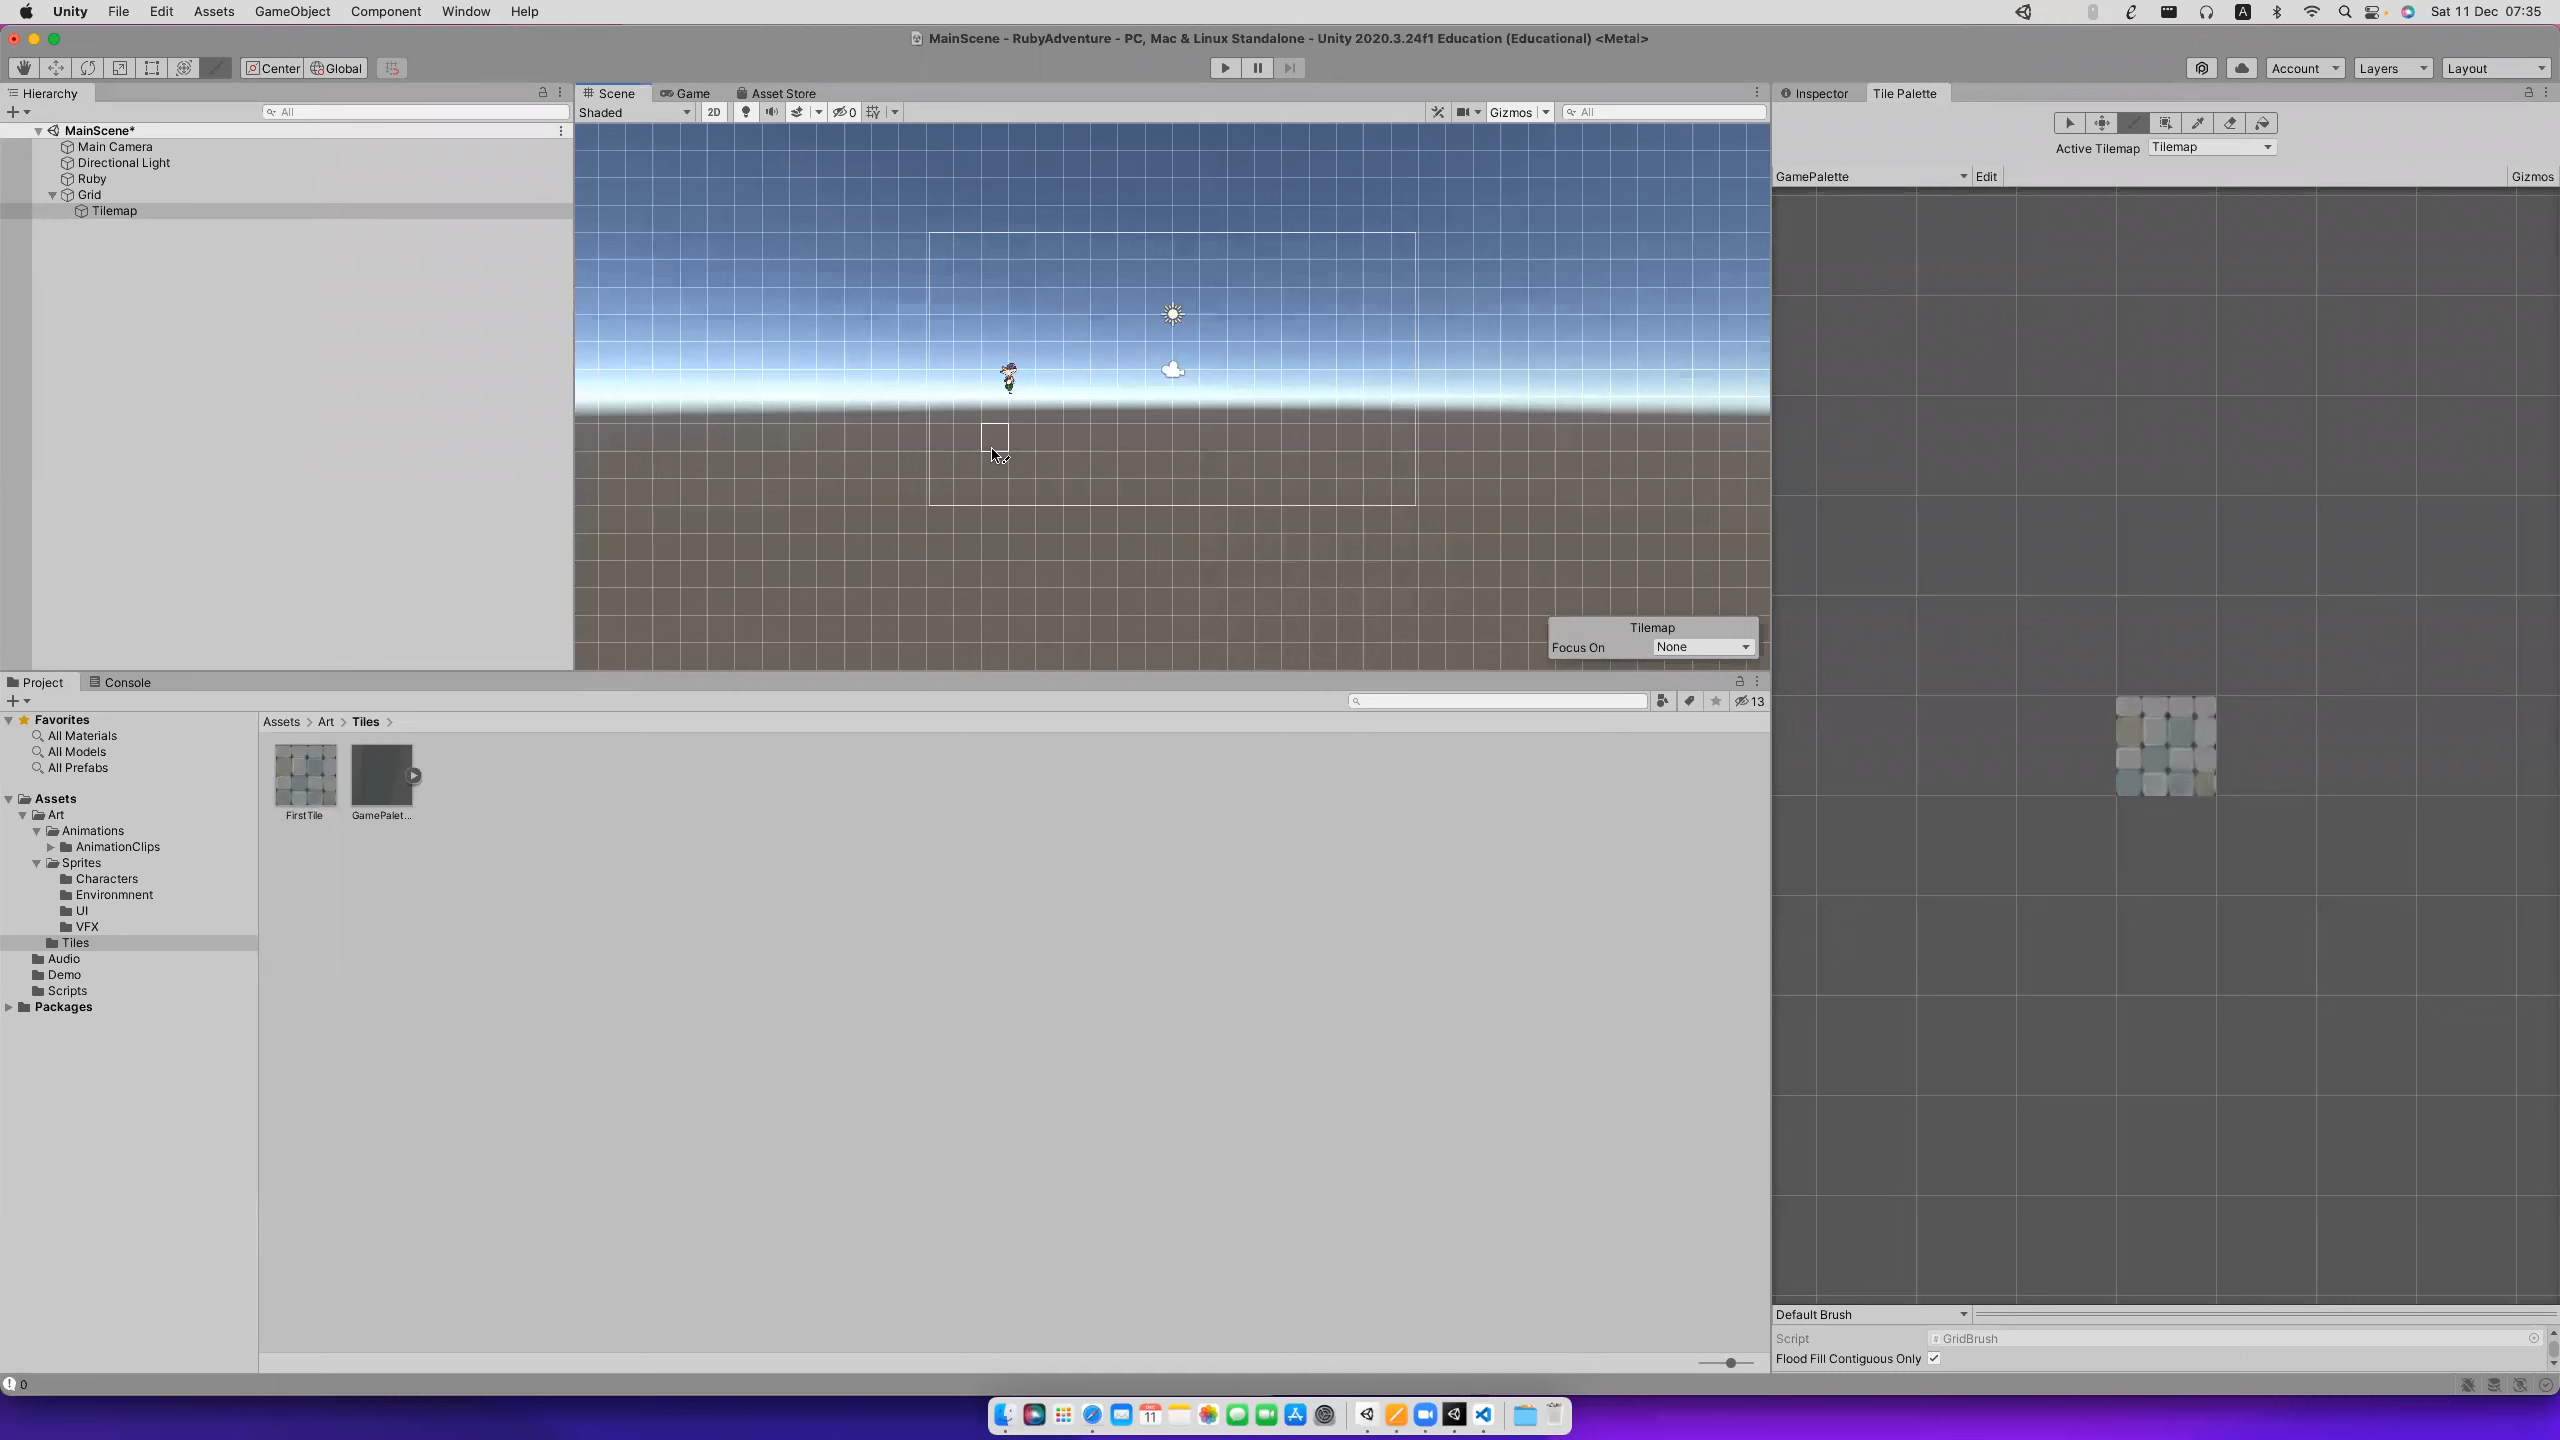 Unity File Edit Assets GameObject Component Window Help A Sat 11 Dec 07:35
MainScene - RubyAdventure - PC, Mac & Linux Standalone - Unity 2020.3.24f1 Education (Educational) <Metal>
Center Global Account Layers Layout
Hierarchy
All
MainScene*
Main Camera
Directional Light
Ruby
Grid
Tilemap
Scene Game Asset Store
Shaded 2D 0 Gizmos All
Tilemap
Focus On None
Inspector Tile Palette
Active Tilemap Tilemap
GamePalette Edit Gizmos
Project Console
13
Favorites
All Materials
All Models
All Prefabs
Assets
Art
Animations
AnimationClips
Sprites
Characters
Environmnent
UI
VFX
Tiles
Audio
Demo
Scripts
Packages
Assets > Art > Tiles >
FirstTile GamePalet...
Default Brush
Script # GridBrush
Flood Fill Contiguous Only
0
DEC
11